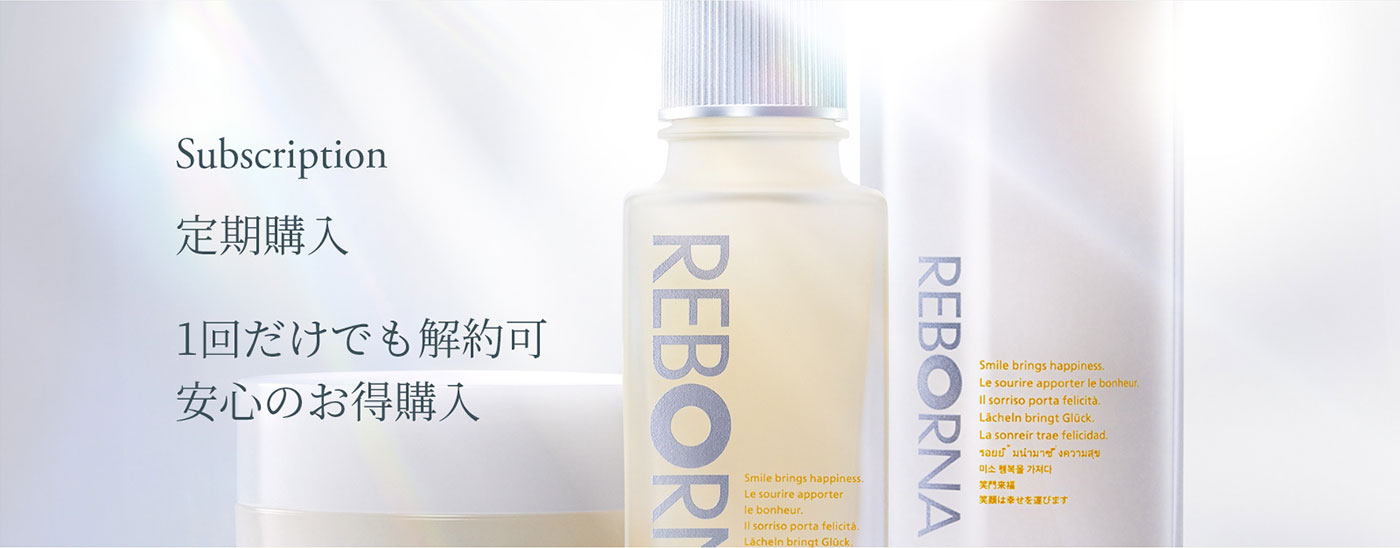 Subscription
定期購入
1回だけでも解約可
安心のお得購入
REBORN
Smile brings happiness.
Le sourire apporter
le bonheur.
Il sorriso porta felicità.
Lächeln bringt Glück.
REBORNA
Smile brings happiness.
Le sourire apporter le bonheur.
Il sorriso porta felicità.
Lächeln bringt Glück.
La sonreir trae felicidad.
미소 행복을 가져다
笑門来福
笑顔は幸せを運びます